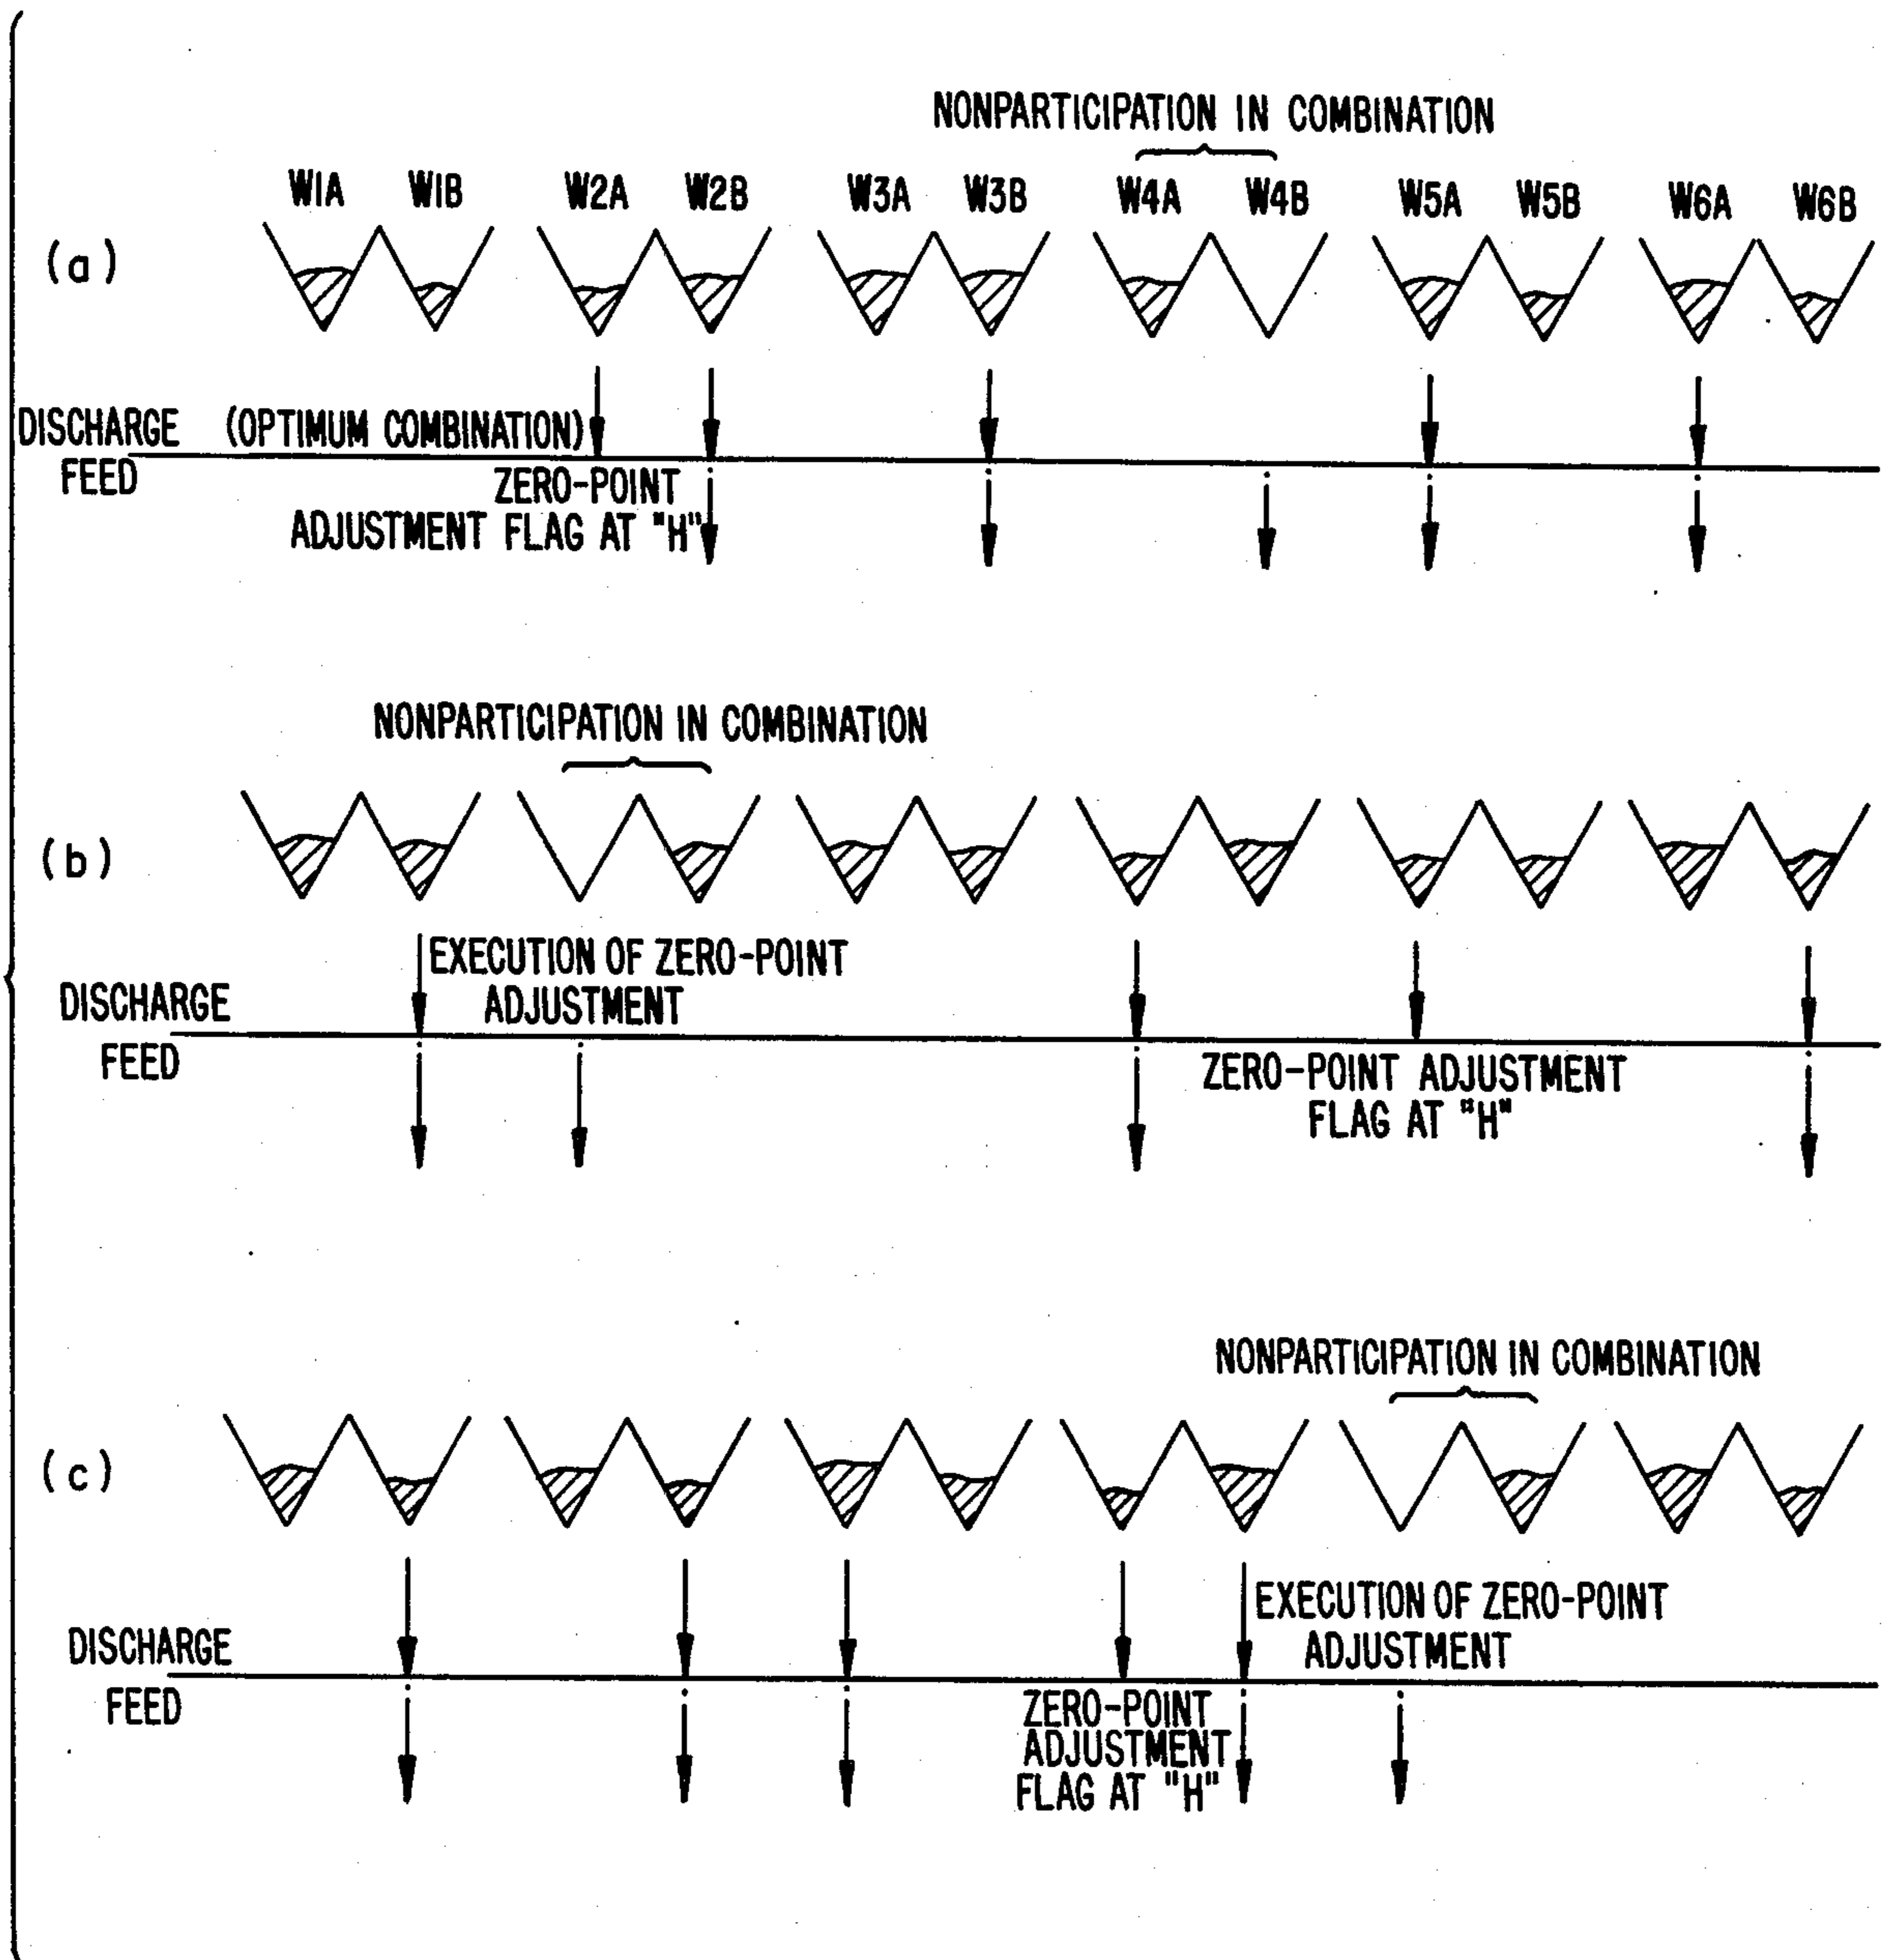 NONPARTICIPATION IN COMBINATION
W1A W1B W2A W2B W3A W3B W4A W4B W5A W5B W6A W6B
(a)
DISCHARGE (OPTIMUM COMBINATION)
FEED
ZERO-POINT
ADJUSTMENT FLAG AT "H"
NONPARTICIPATION IN COMBINATION
(b)
EXECUTION OF ZERO-POINT
ADJUSTMENT
DISCHARGE
FEED
ZERO-POINT ADJUSTMENT
FLAG AT "H"
NONPARTICIPATION IN COMBINATION
(c)
EXECUTION OF ZERO-POINT
ADJUSTMENT
DISCHARGE
FEED
ZERO-POINT
ADJUSTMENT
FLAG AT "H"